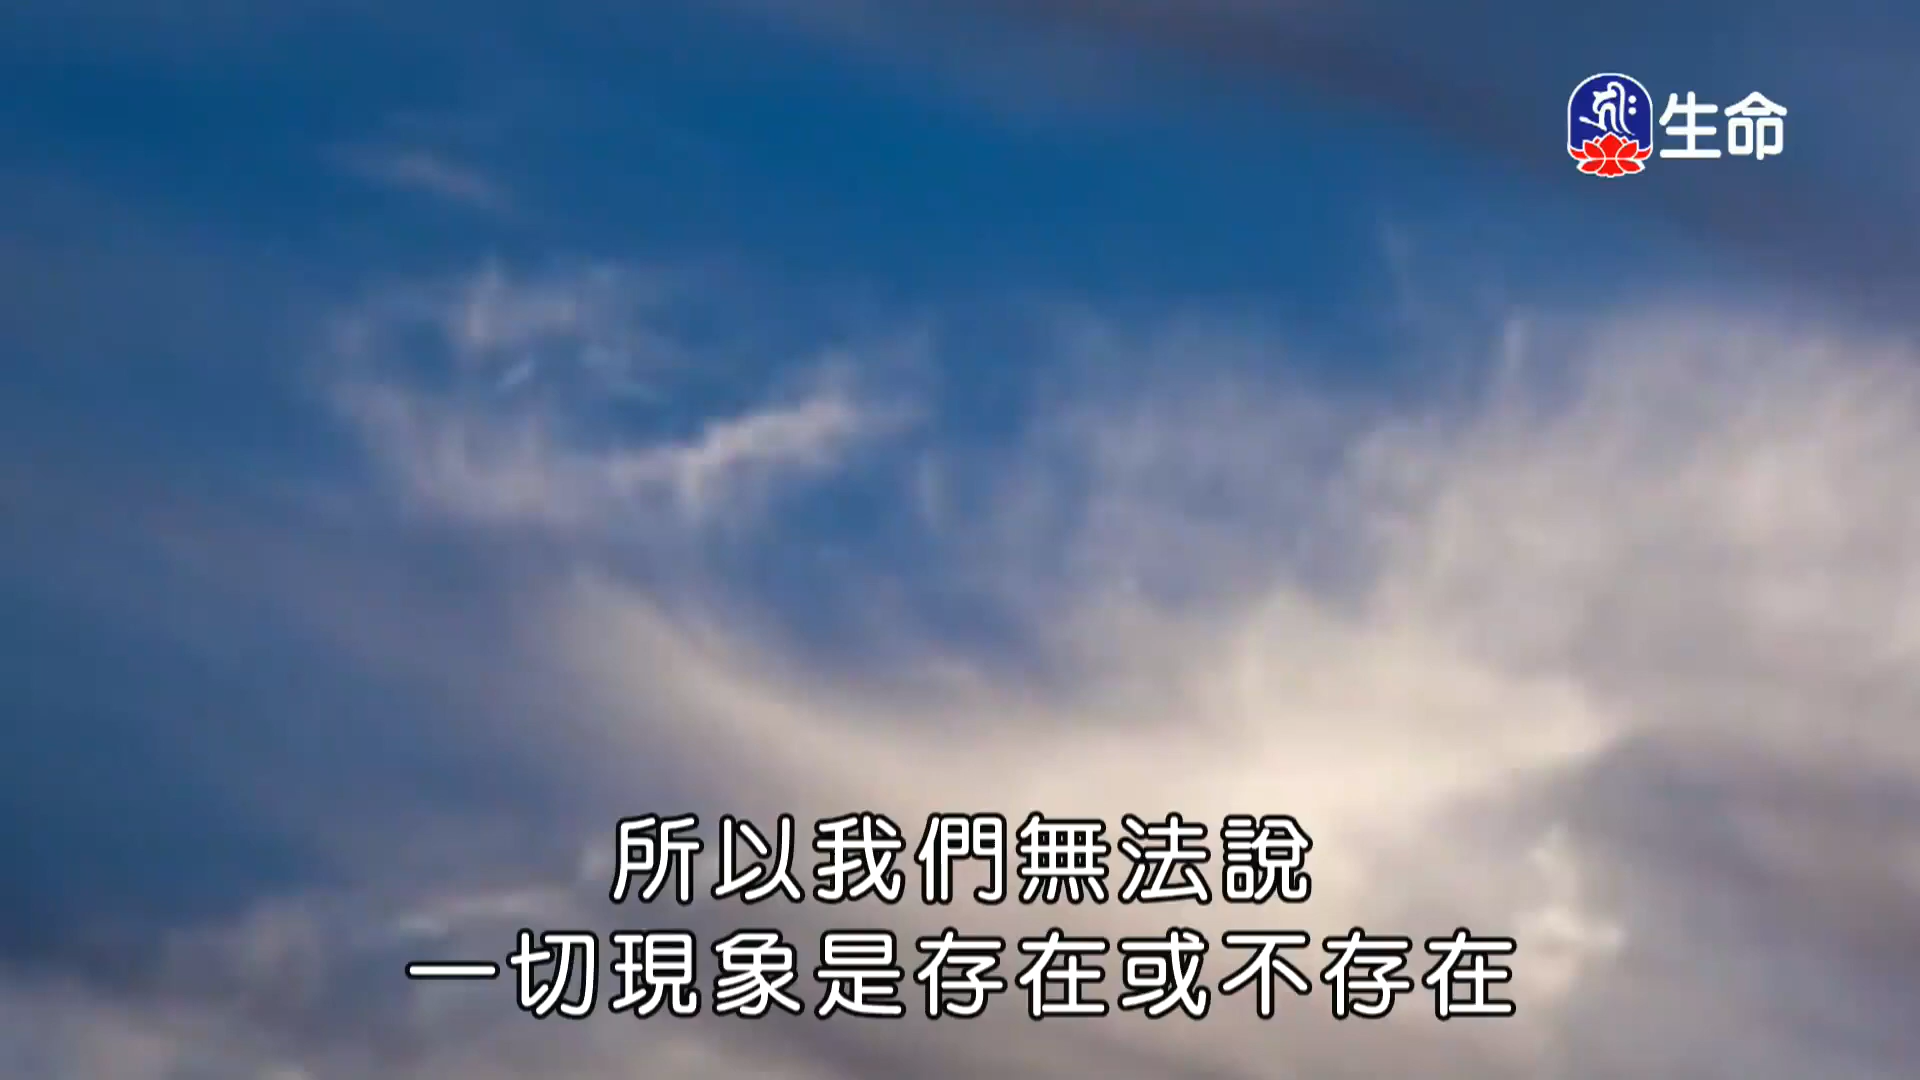 生命
所以我們無法說
一切現象是存在或不存在